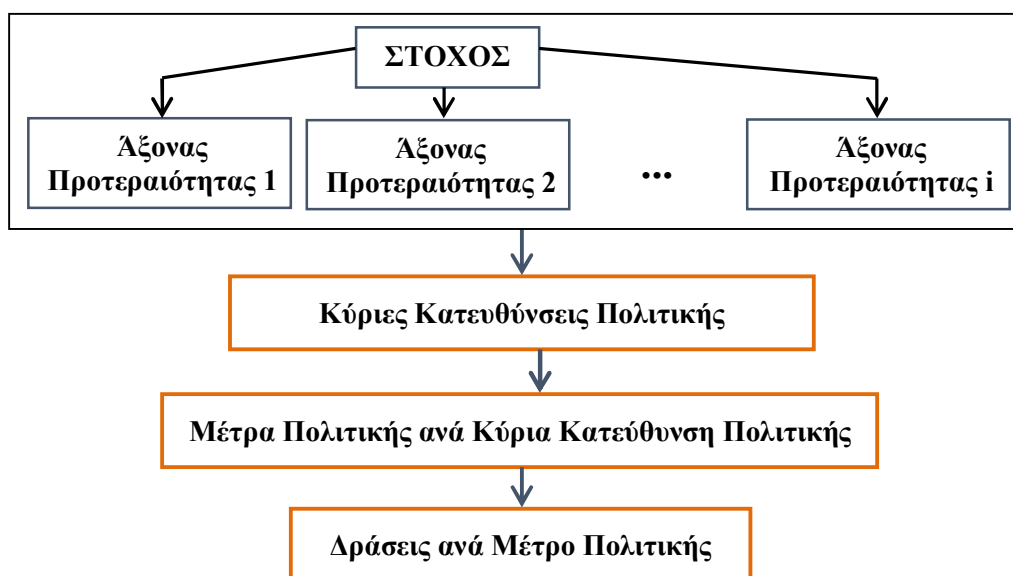 ΣΤΟΧΟΣ
Άξονας
Προτεραιότητας 1
Άξονας
Προτεραιότητας 2
...
Άξονας
Προτεραιότητας i
Κύριες Κατευθύνσεις Πολιτικής
Μέτρα Πολιτικής ανά Κύρια Κατεύθυνση Πολιτικής
Δράσεις ανά Μέτρο Πολιτικής